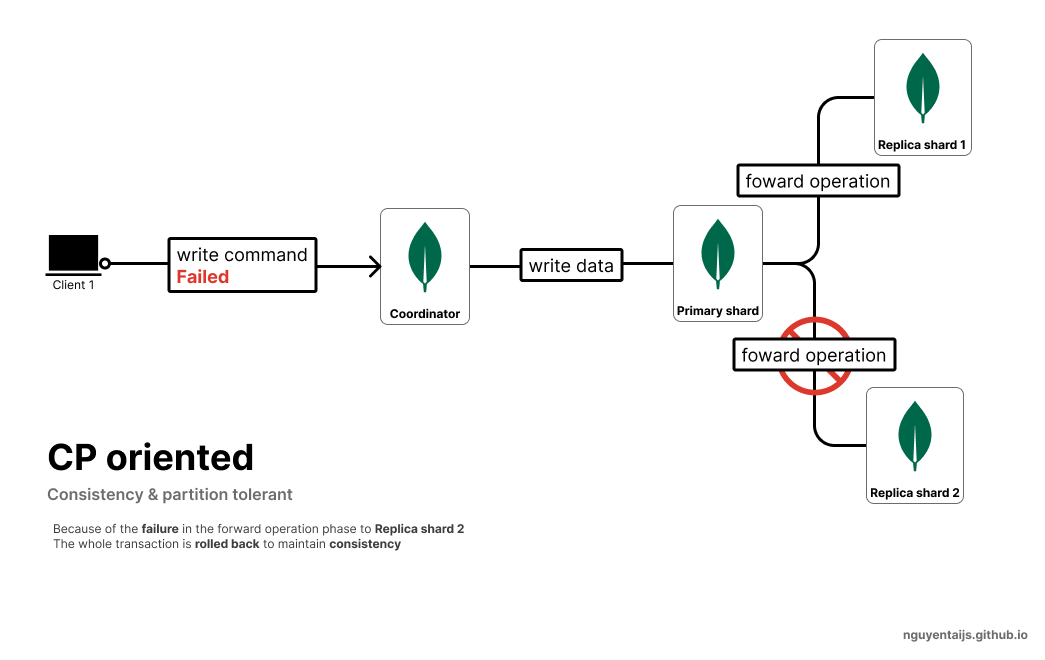 Replica shard 1
foward operation
write command
Failed
Client 1
Coordinator
write data
Primary shard
foward operation
Replica shard 2
CP oriented
Consistency & partition tolerant
Because of the failure in the forward operation phase to Replica shard 2
The whole transaction is rolled back to maintain consistency
nguyentaijs.github.io